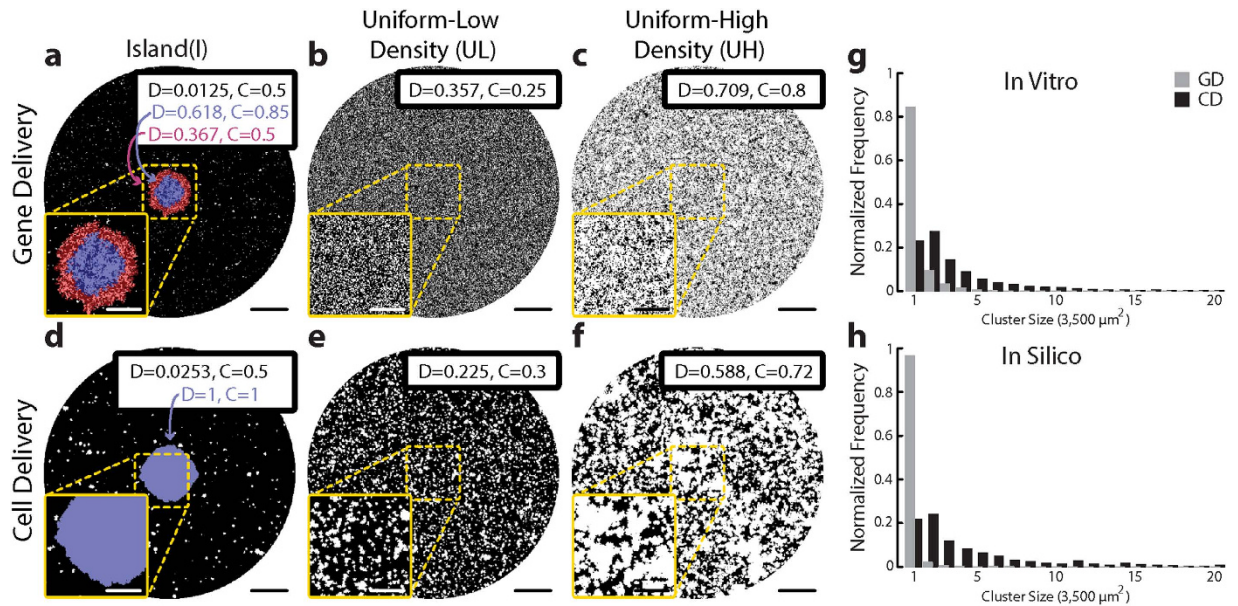 Island(I)
Uniform-Low
Density (UL)
Uniform-High
Density (UH)
Gene Delivery
a
D=0.0125, C=0.5
D=0.618, C=0.85
D=0.367, C=0.5
b
D=0.357, C=0.25
c
D=0.709, C=0.8
Cell Delivery
d
D=0.0253, C=0.5
D=1, C=1
e
D=0.225, C=0.3
f
D=0.588, C=0.72
g
In Vitro
GD
CD
Normalized Frequency
1
0.8
0.6
0.4
0.2
0
1 5 10 15 20
Cluster Size (3,500 µm²)
h
In Silico
Normalized Frequency
1
0.8
0.6
0.4
0.2
0
1 5 10 15 20
Cluster Size (3,500 µm²)